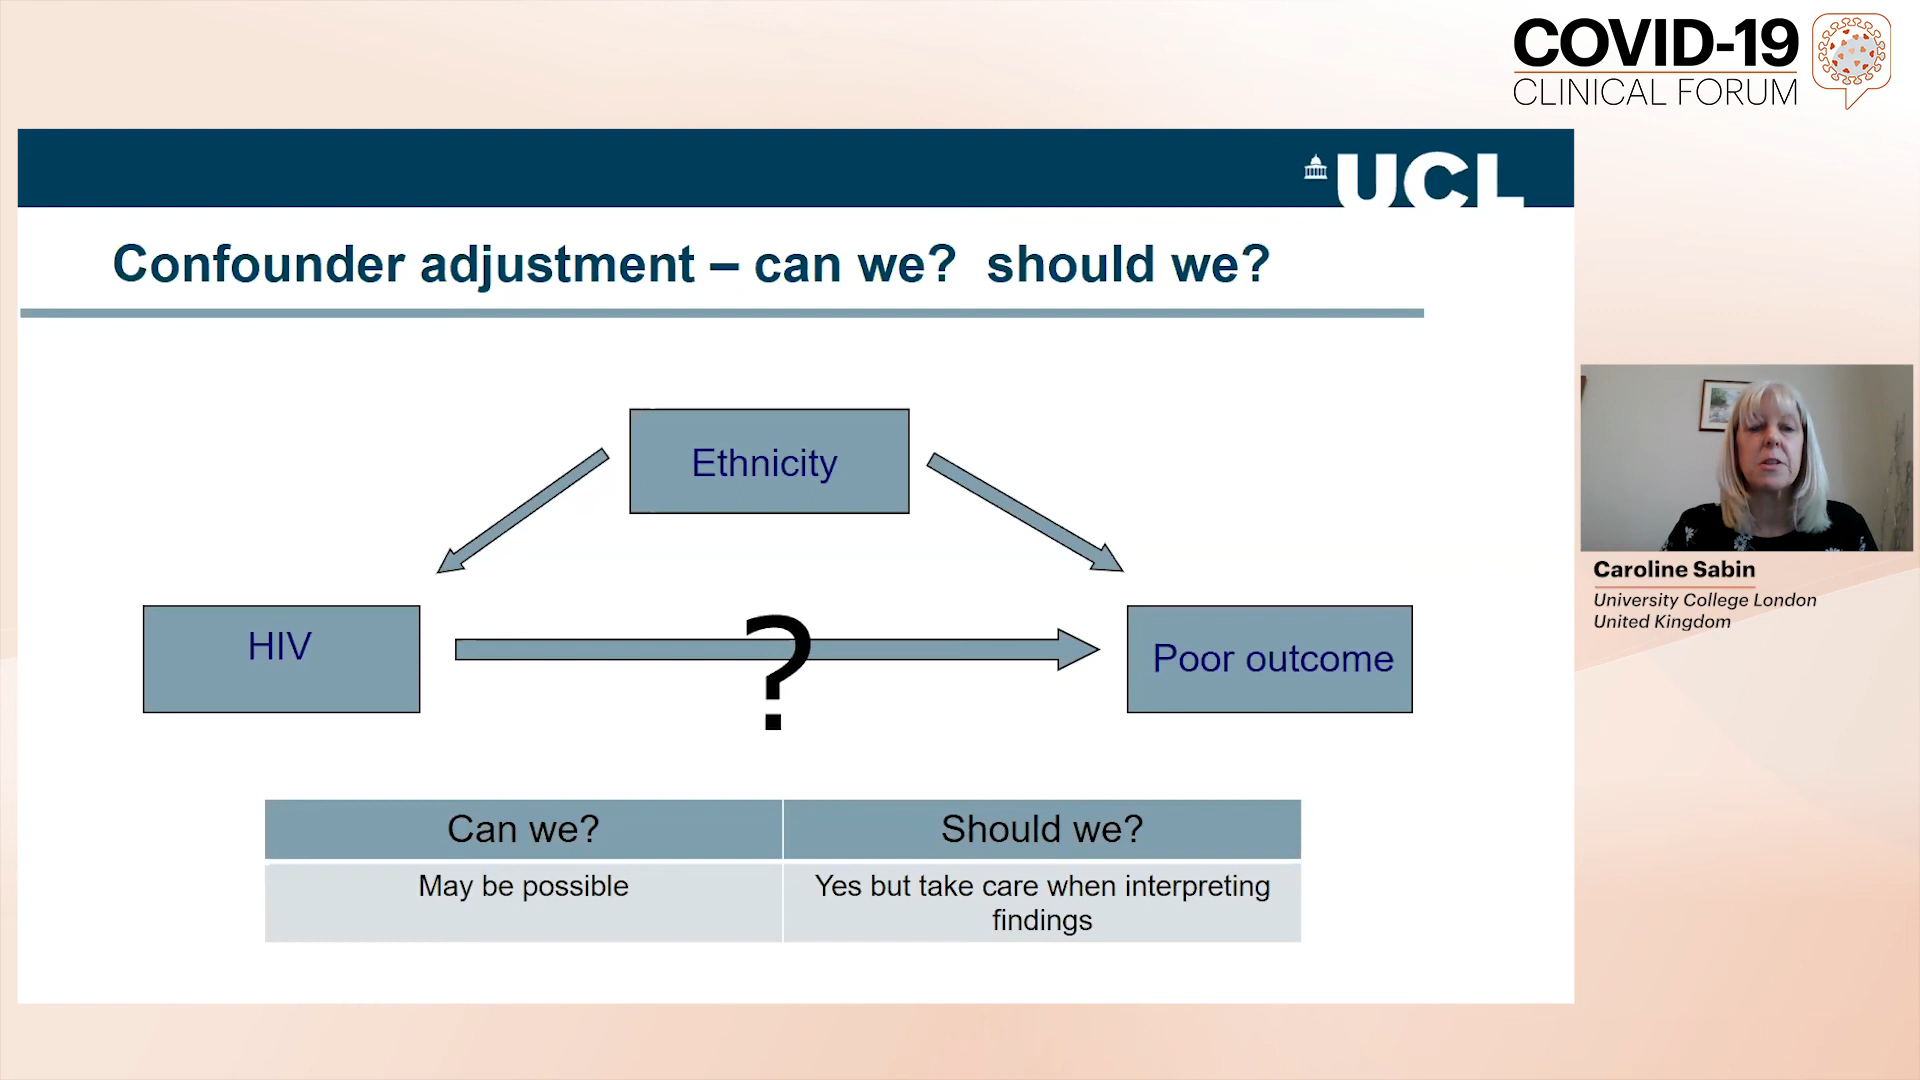 COVID-19
CLINICAL FORUM
UCL
Confounder adjustment – can we? should we?
Ethnicity
HIV
?
Poor outcome
Can we?
Should we?
May be possible
Yes but take care when interpreting
findings
Caroline Sabin
University College London
United Kingdom